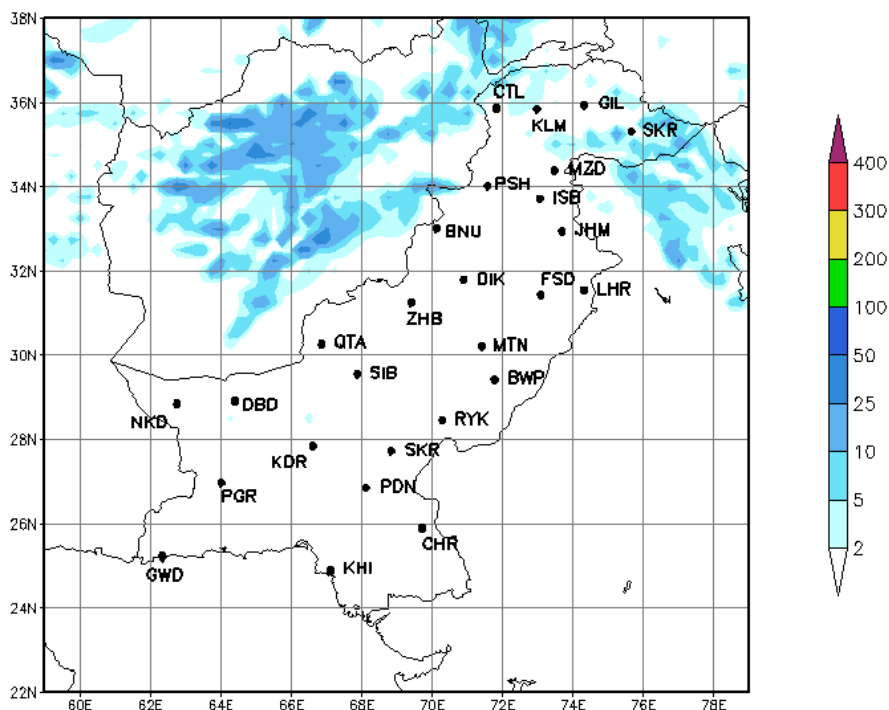 38N
36N
34N
32N
30N
28N
26N
24N
22N
60E 62E 64E 66E 68E 70E 72E 74E 76E 78E
CTL
GIL
KLM
SKR
MZD
PSH
ISB
BNU
JHM
DIK
FSD
LHR
ZHB
QTA
MTN
SIB
BWP
NKD
DBD
RYK
KDR
SKR
PGR
PDN
CHR
GWD
KHI
400
300
200
100
50
25
10
5
2